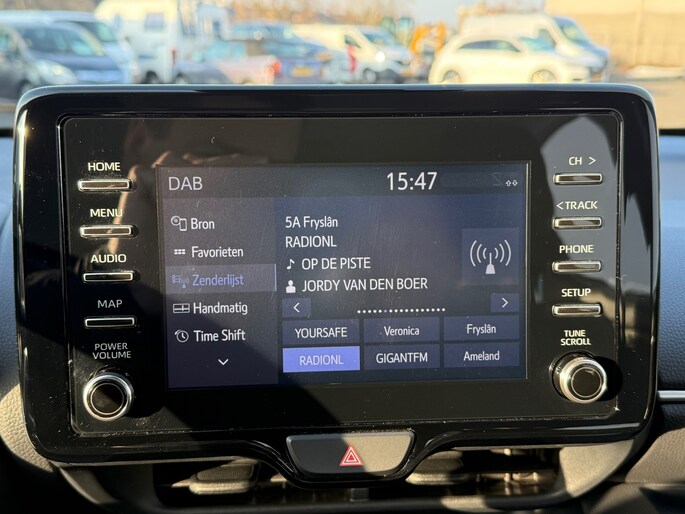 HOME
MENU
AUDIO
MAP
POWER
VOLUME
DAB
15:47
Bron
Favorieten
Zenderlijst
Handmatig
Time Shift
5A Fryslân
RADIONL
OP DE PISTE
JORDY VAN DEN BOER
<
>
YOURSAFE
Veronica
Fryslân
RADIONL
GIGANTFM
Ameland
CH >
< TRACK
PHONE
SETUP
TUNE
SCROLL